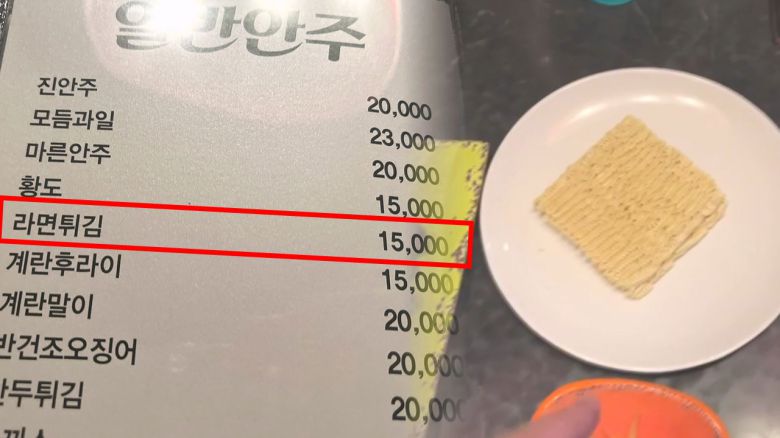 일반안주
진안주 20,000
모듬과일 23,000
마른안주 20,000
황도 15,000
라면튀김 15,000
계란후라이 15,000
계란말이 20,000
반건조오징어 20,000
만두튀김 20,000